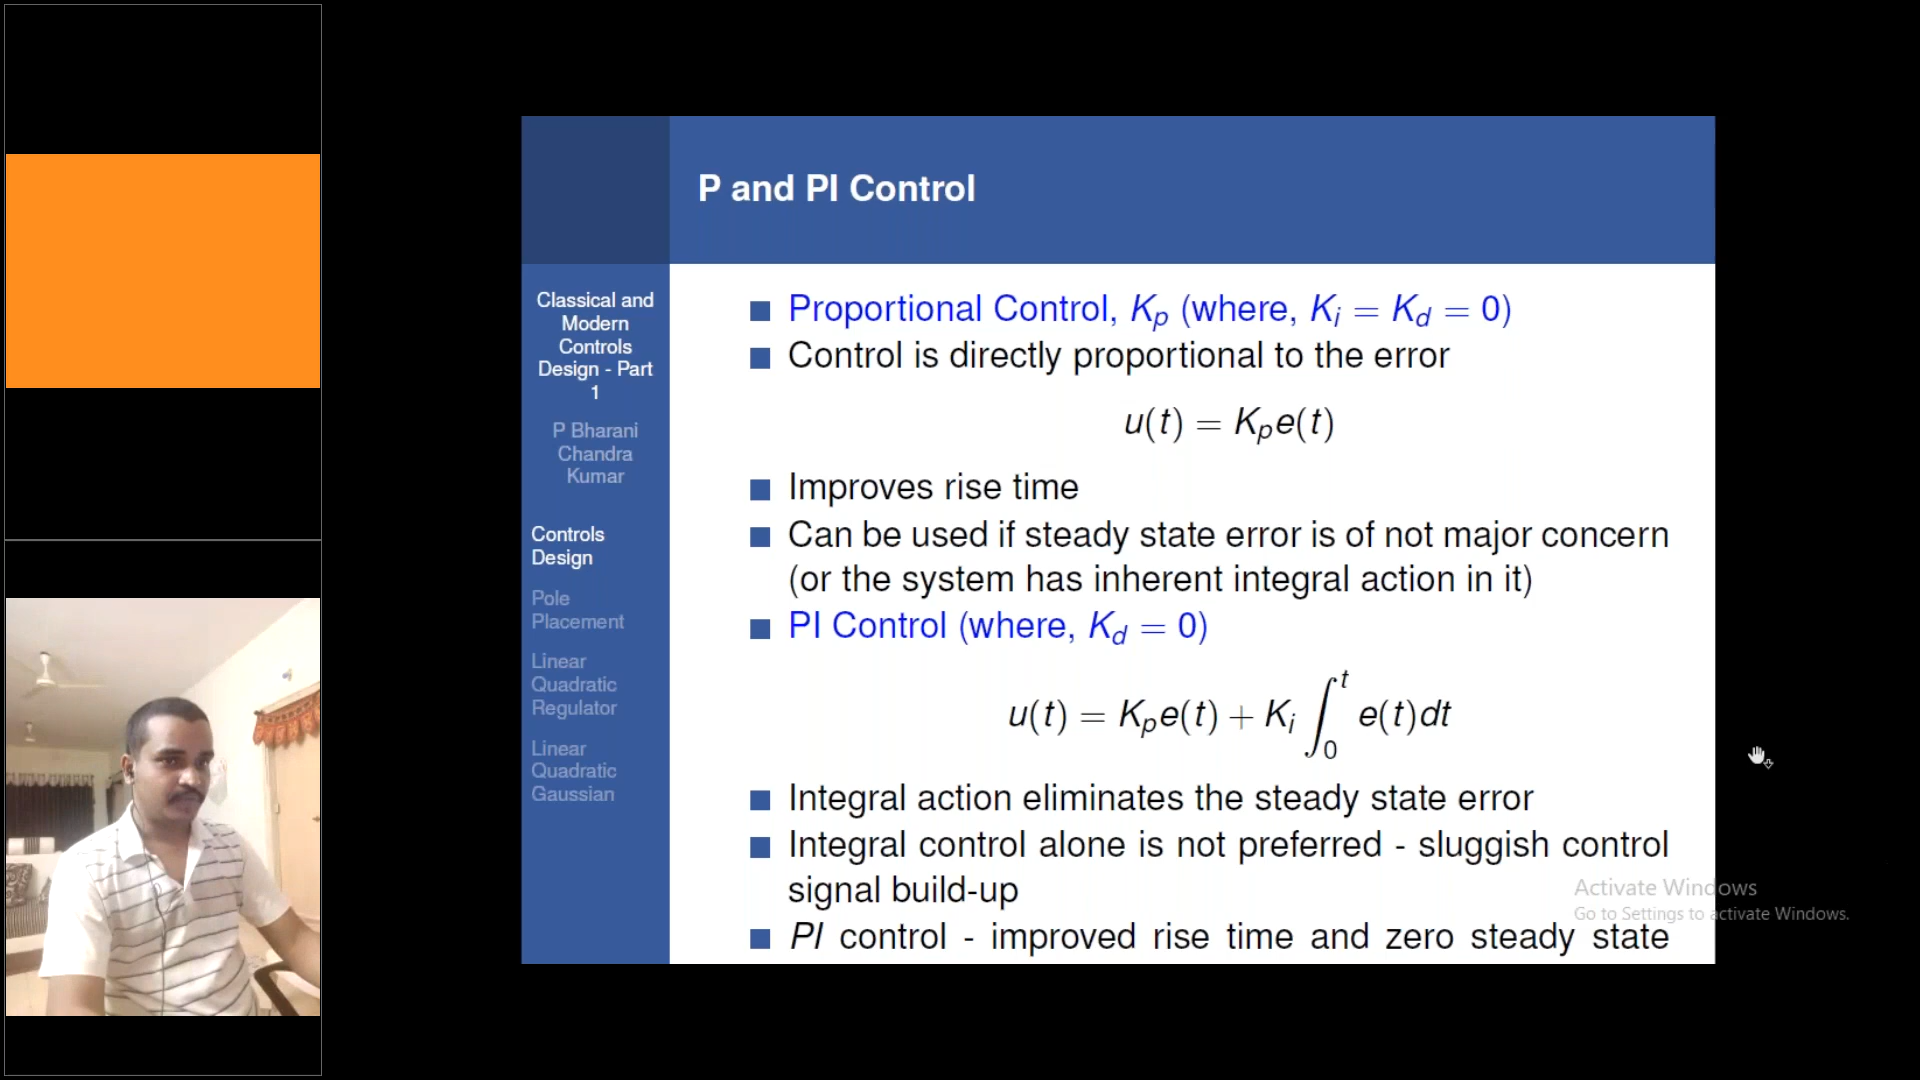 P and PI Control
Classical and
Modern
Controls
Design - Part
1
P Bharani
Chandra
Kumar
Controls
Design
Pole
Placement
Linear
Quadratic
Regulator
Linear
Quadratic
Gaussian
Proportional Control, K_p (where, K_i = K_d = 0)
Control is directly proportional to the error
u(t) = K_p e(t)
Improves rise time
Can be used if steady state error is of not major concern
(or the system has inherent integral action in it)
PI Control (where, K_d = 0)
u(t) = K_p e(t) + K_i ∫_0^t e(t)dt
Integral action eliminates the steady state error
Integral control alone is not preferred - sluggish control
signal build-up
PI control - improved rise time and zero steady state
Activate Windows
Go to Settings to activate Windows.